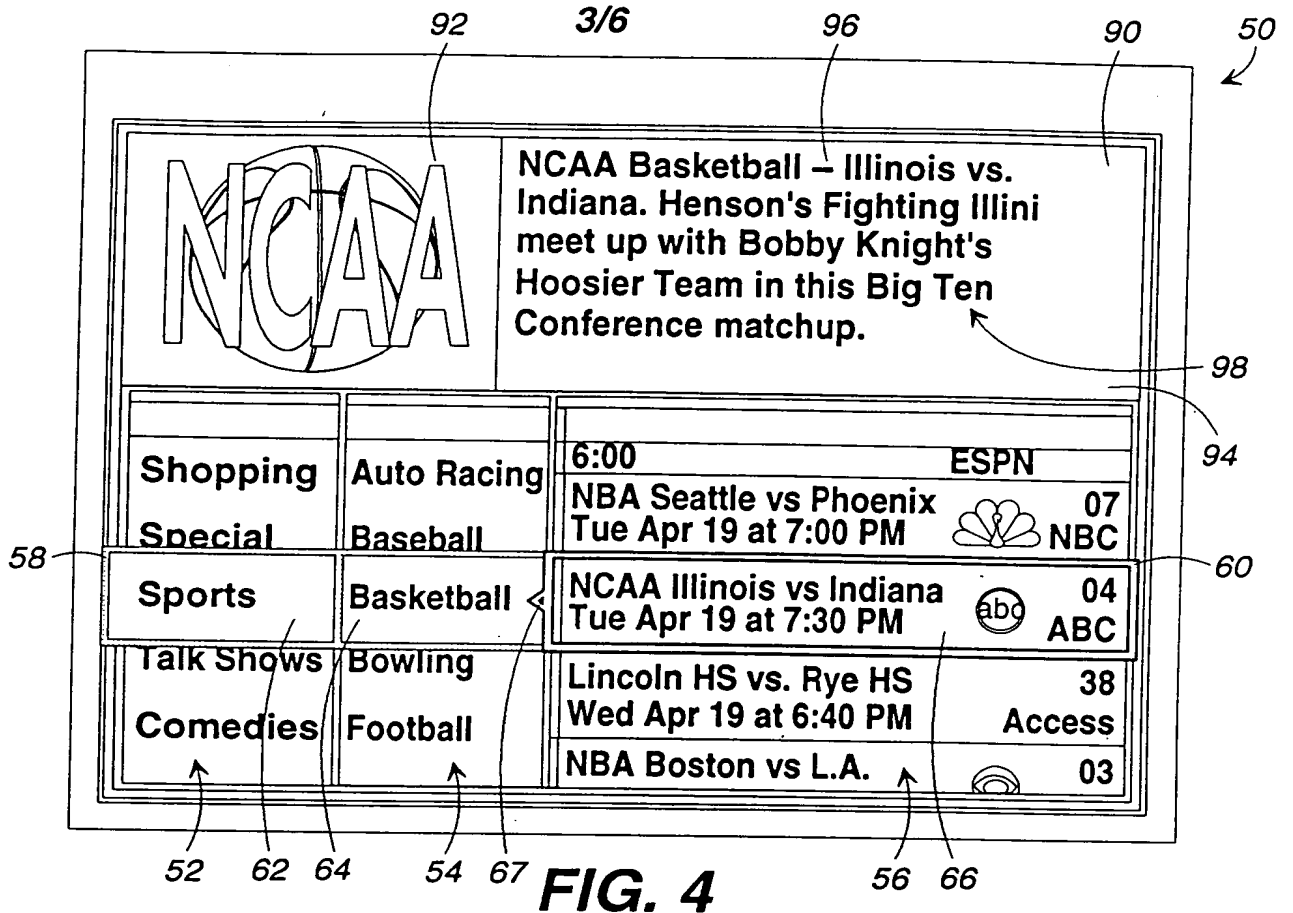 92
3/6
96
90
50
NCAA
NCAA Basketball – Illinois vs.
Indiana. Henson's Fighting Illini
meet up with Bobby Knight's
Hoosier Team in this Big Ten
Conference matchup.
98
94
Shopping
Special
Sports
Talk Shows
Comedies
Auto Racing
Baseball
Basketball
Bowling
Football
6:00 ESPN
NBA Seattle vs Phoenix 07
Tue Apr 19 at 7:00 PM NBC
NCAA Illinois vs Indiana abc 04
Tue Apr 19 at 7:30 PM ABC
Lincoln HS vs. Rye HS 38
Wed Apr 19 at 6:40 PM Access
NBA Boston vs L.A. 03
58
60
52
62
64
54
67
56
66
FIG. 4